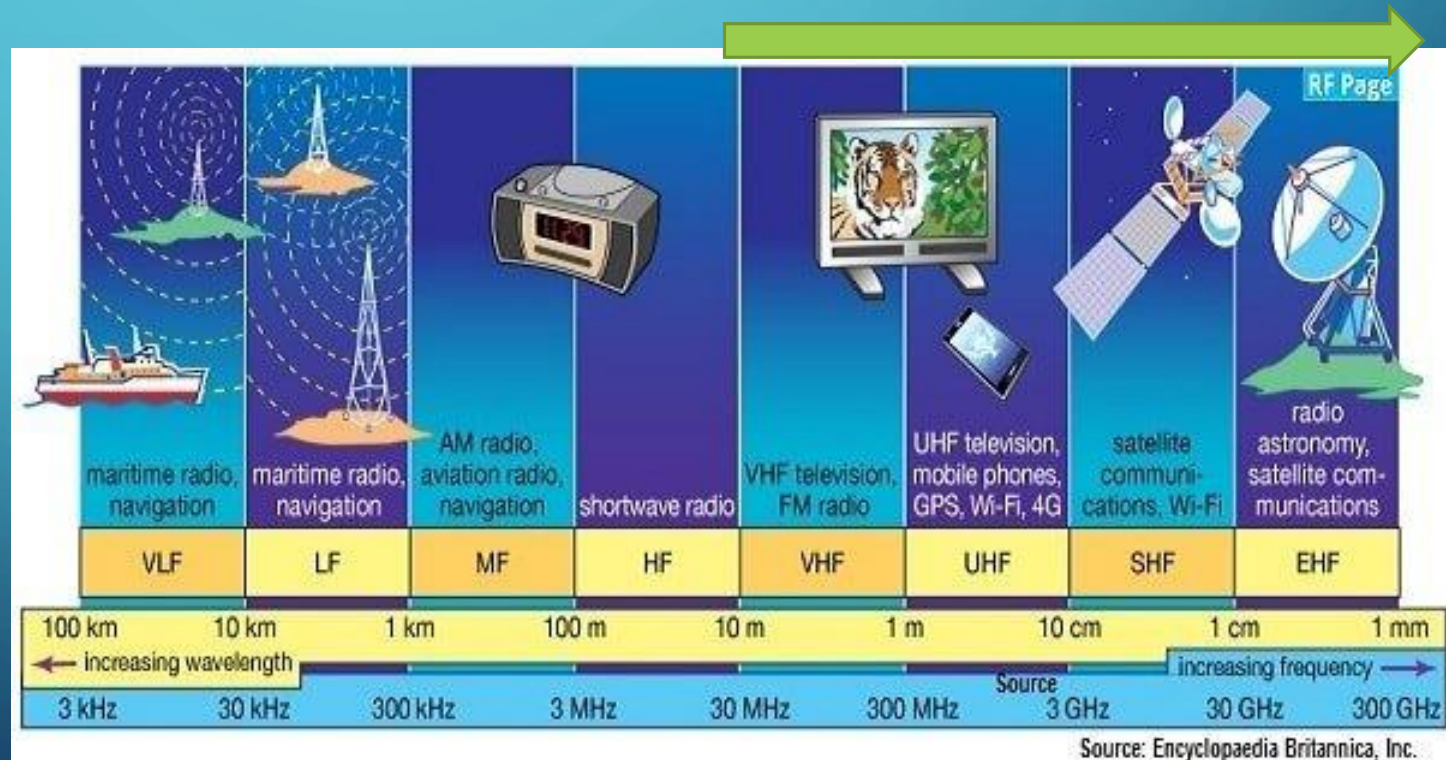 RF Page
11:29
maritime radio,
navigation
maritime radio,
navigation
AM radio,
aviation radio,
navigation
shortwave radio
VHF television,
FM radio
UHF television,
mobile phones,
GPS, Wi-Fi, 4G
satellite
communi-
cations, Wi-Fi
radio
astronomy,
satellite com-
munications
VLF LF MF HF VHF UHF SHF EHF
100 km 10 km 1 km 100 m 10 m 1 m 10 cm 1 cm 1 mm
increasing wavelength
increasing frequency
Source
3 kHz 30 kHz 300 kHz 3 MHz 30 MHz 300 MHz 3 GHz 30 GHz 300 GHz
Source: Encyclopaedia Britannica, Inc.